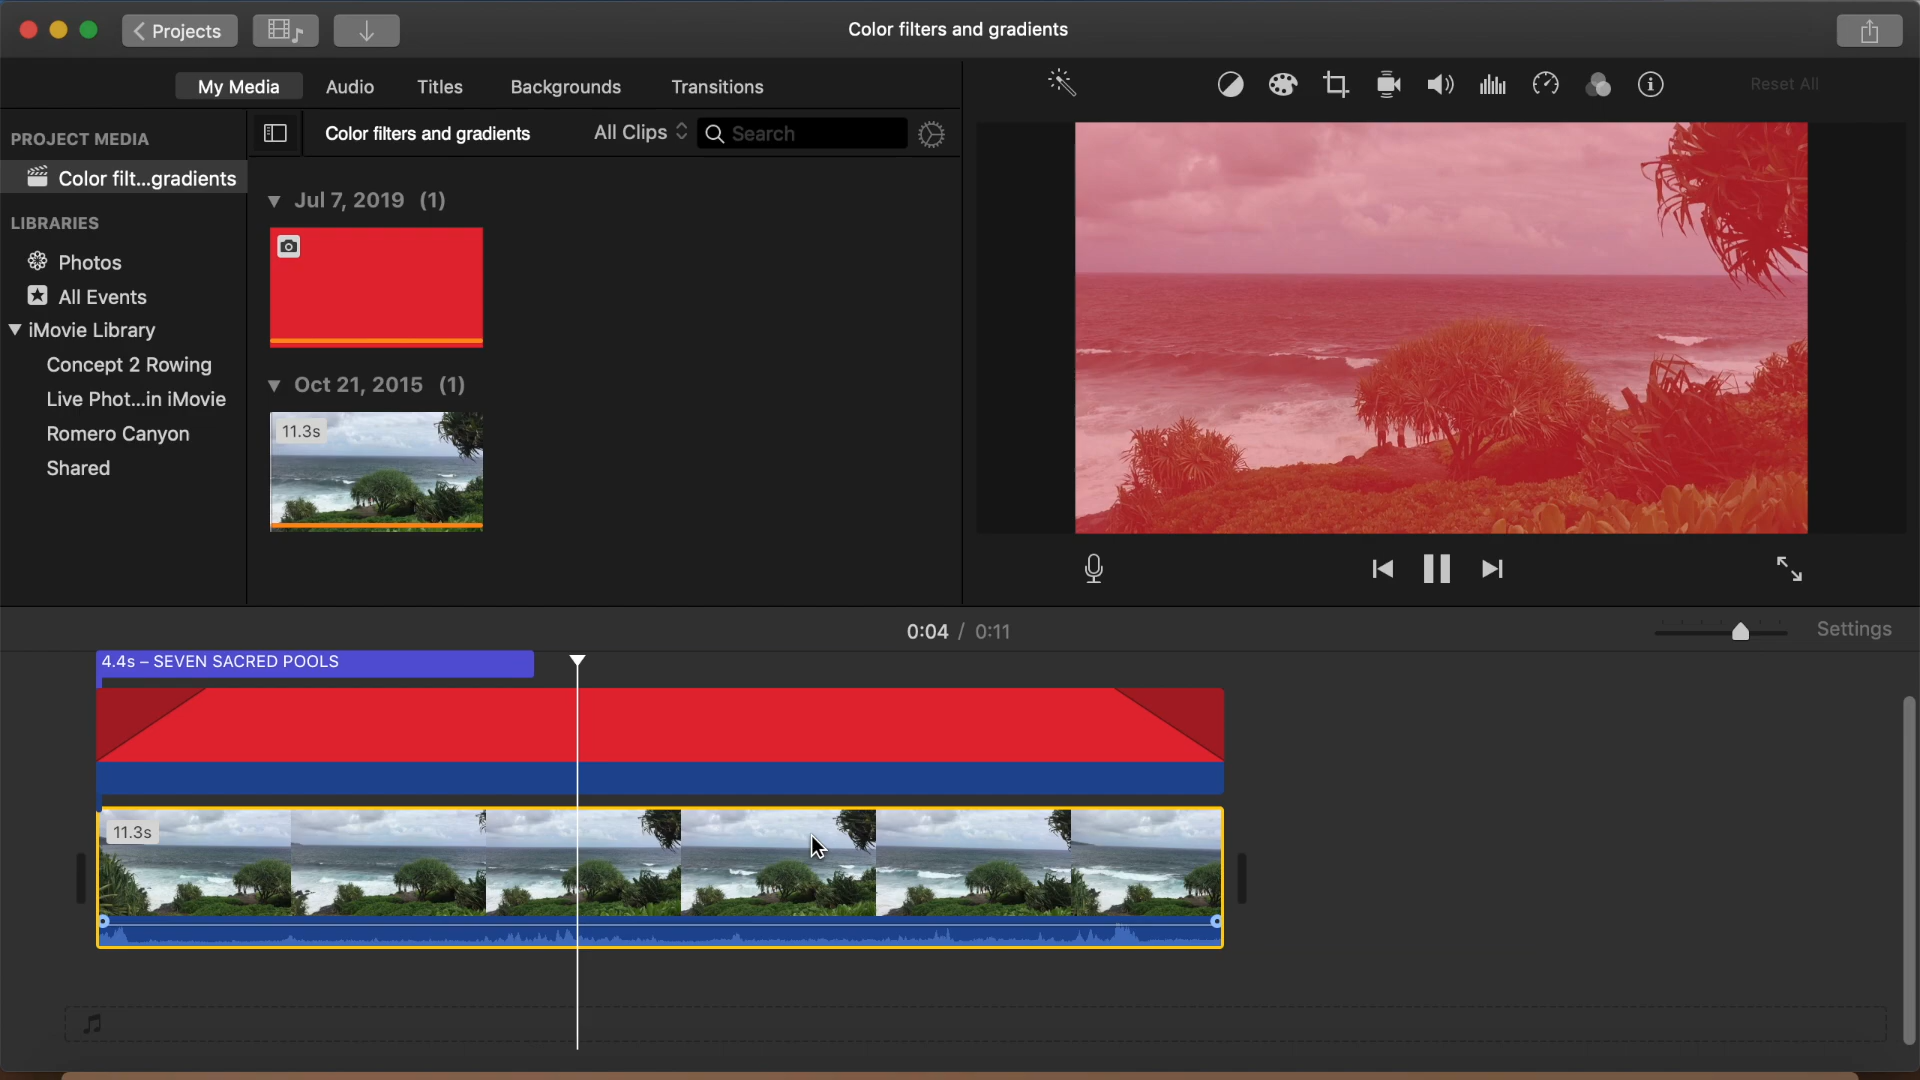 Projects
Color filters and gradients
My Media
Audio
Titles
Backgrounds
Transitions
Reset All
PROJECT MEDIA
Color filt...gradients
LIBRARIES
Photos
All Events
iMovie Library
Concept 2 Rowing
Live Phot...in iMovie
Romero Canyon
Shared
Color filters and gradients
All Clips
Search
Jul 7, 2019 (1)
Oct 21, 2015 (1)
11.3s
0:04 / 0:11
Settings
4.4s – SEVEN SACRED POOLS
11.3s